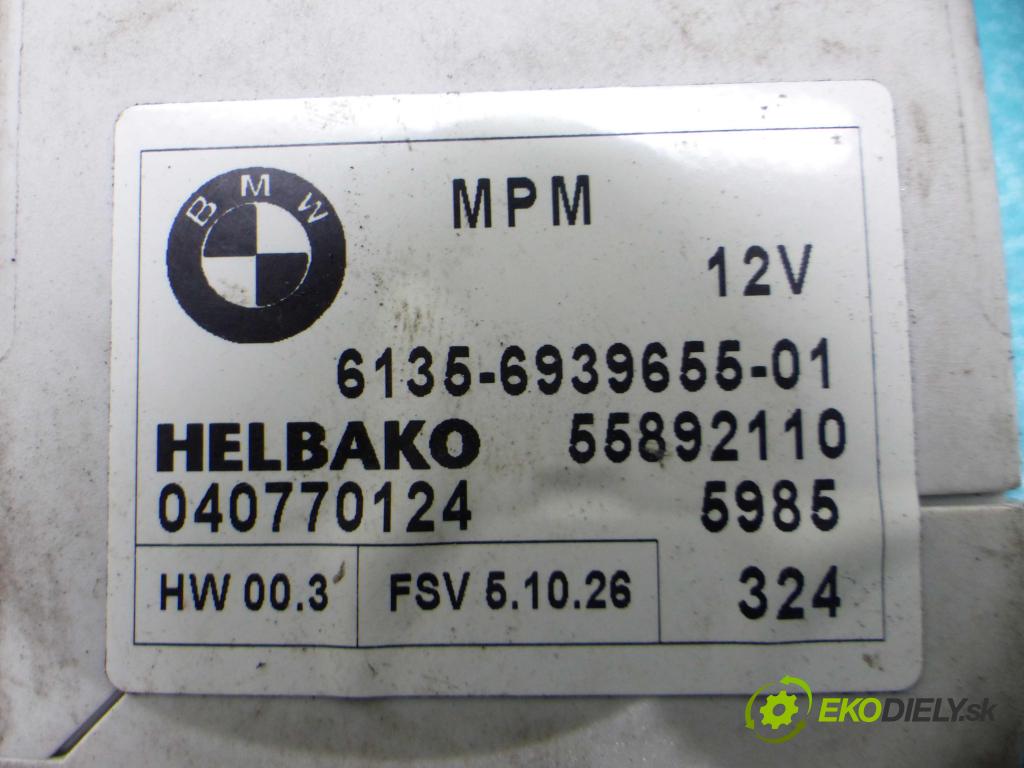 BMW
MPM
12V
6135-6939655-01
HELBAKO 55892110
040770124 5985
HW 00.3 FSV 5.10.26 324
EKODIELY.sk